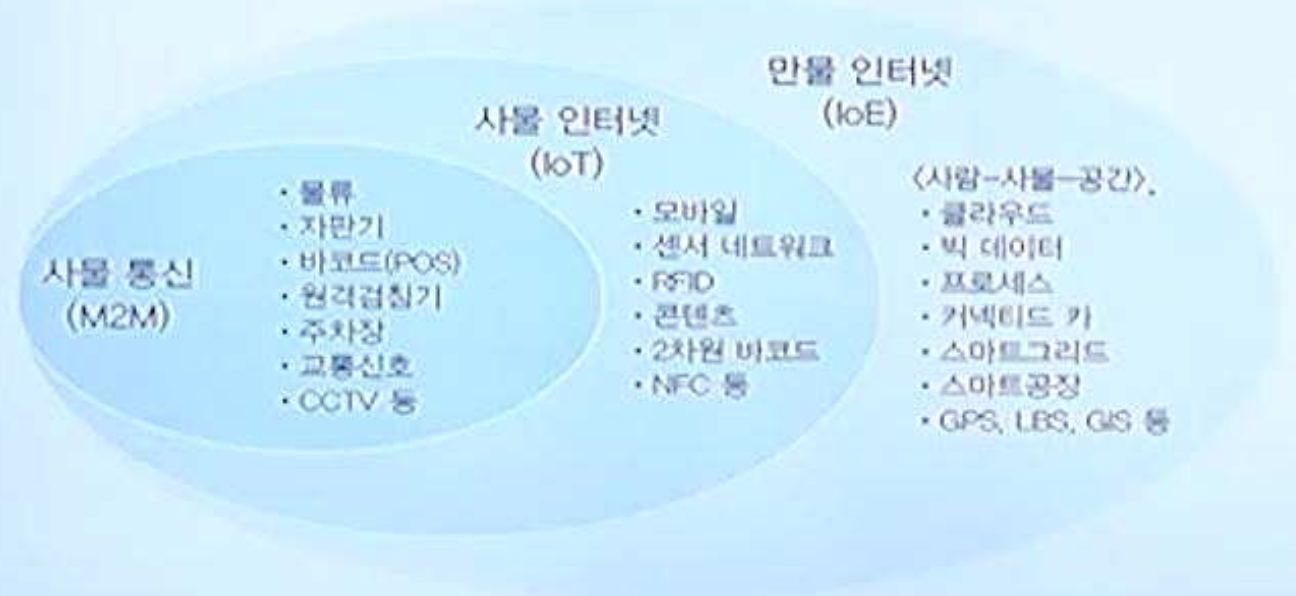 만물 인터넷
(IoE)
사물 인터넷
(IoT)
사물 통신
(M2M)
· 물류
· 자판기
· 바코드(POS)
· 원격검침기
· 주차장
· 교통신호
· CCTV 등
· 모바일
· 센서 네트워크
· RFID
· 콘텐츠
· 2차원 바코드
· NFC 등
〈사람-사물-공간〉
· 클라우드
· 빅 데이터
· 프로세스
· 커넥티드 카
· 스마트그리드
· 스마트공장
· GPS, LBS, GIS 등